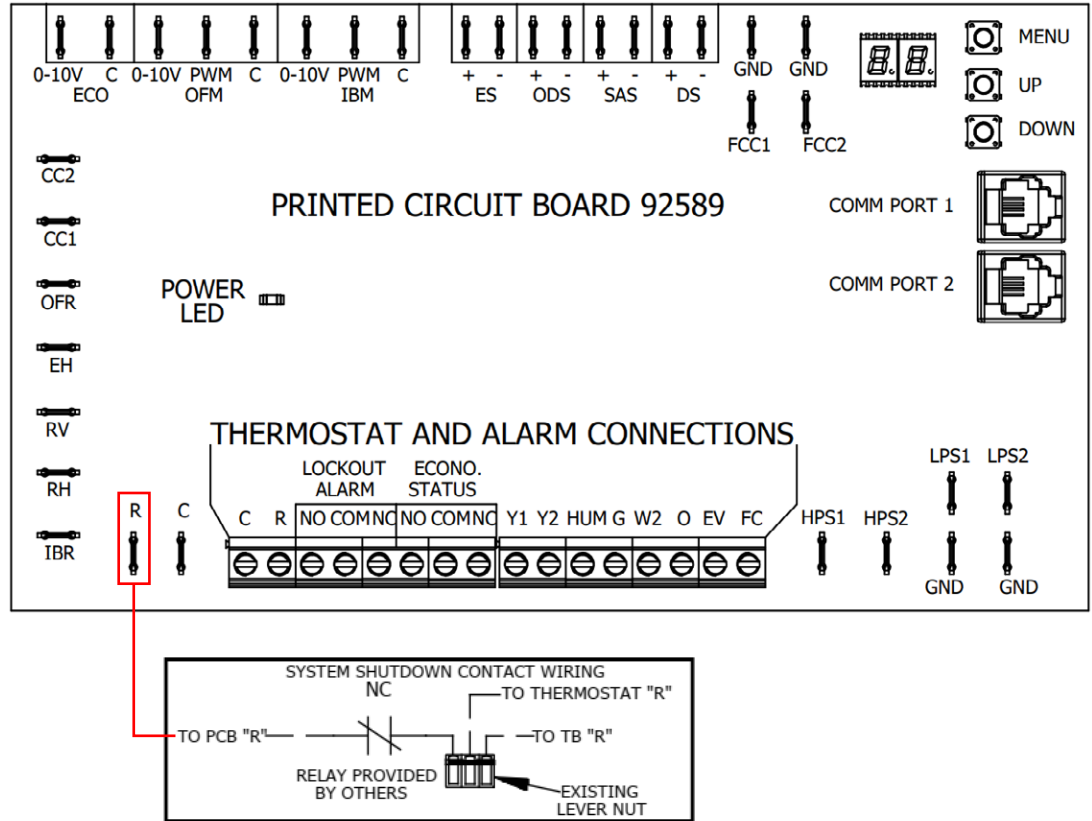 0-10V C 0-10V PWM C 0-10V PWM C + - + - + - + -
ECO OFM IBM ES ODS SAS DS
GND GND
FCC1 FCC2
8. 8.
MENU
UP
DOWN
CC2
CC1
OFR
EH
RV
RH
IBR
PRINTED CIRCUIT BOARD 92589
COMM PORT 1
COMM PORT 2
POWER
LED
THERMOSTAT AND ALARM CONNECTIONS
LOCKOUT
ALARM
ECONO.
STATUS
R C
C R NO COM NC NO COM NC Y1 Y2 HUM G W2 O EV FC
HPS1 HPS2
LPS1 LPS2
GND GND
SYSTEM SHUTDOWN CONTACT WIRING
NC
TO THERMOSTAT "R"
TO PCB "R"
TO TB "R"
RELAY PROVIDED
BY OTHERS
EXISTING
LEVER NUT